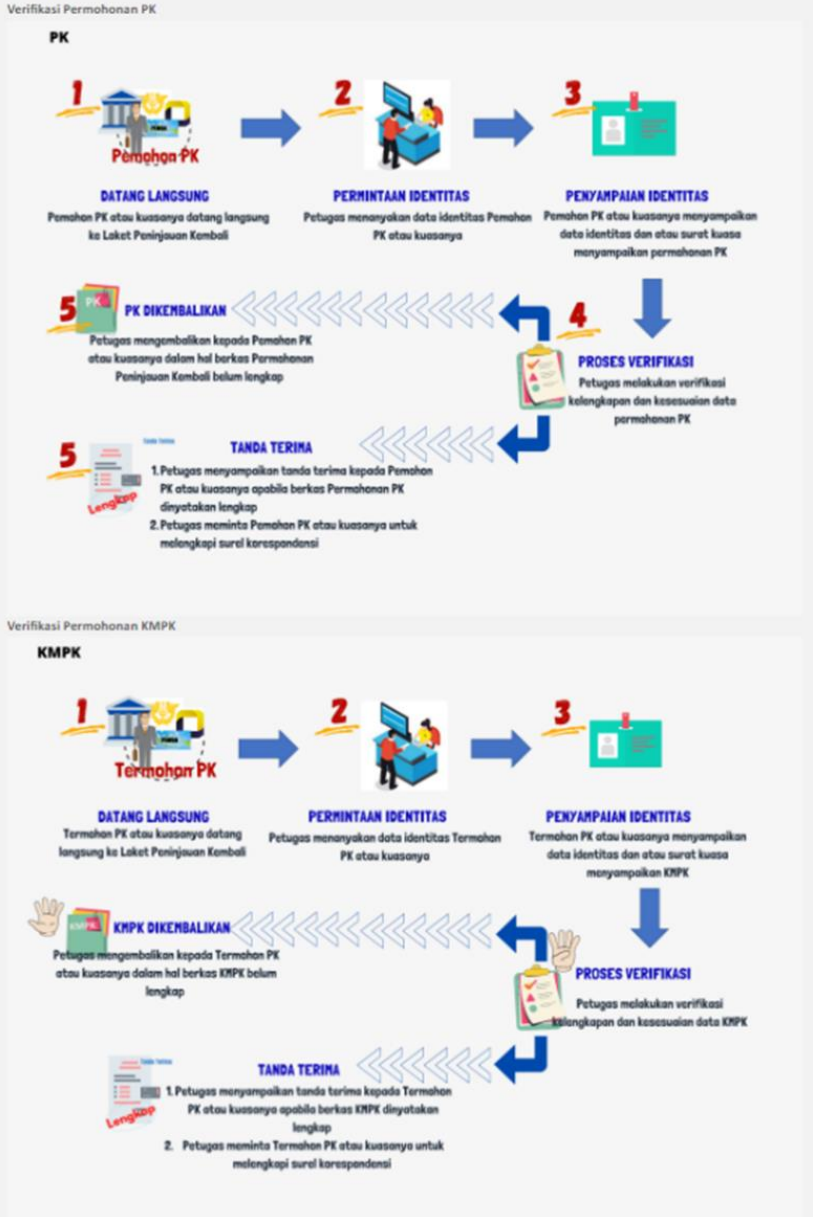 Verifikasi Permohonan PK
PK
1
2
3
Pemohon PK
DATANG LANGSUNG
Pemohon PK atau kuasanya datang langsung
ke Loket Peninjauan Kembali
PERMINTAAN IDENTITAS
Petugas menanyakan data identitas Pemohon
PK atau kuasanya
PENYAMPAIAN IDENTITAS
Pemohon PK atau kuasanya menyampaikan
data identitas dan atau surat kuasa
menyampaikan permohonan PK
5
PK
PK DIKEMBALIKAN
Petugas mengembalikan kepada Pemohon PK
atau kuasanya dalam hal berkas Permohonan
Peninjauan Kembali belum lengkap
4
PROSES VERIFIKASI
Petugas melakukan verifikasi
kelengkapan dan kesesuaian data
permohonan PK
5
Tanda Terima
Lengkap
TANDA TERIMA
1. Petugas menyampaikan tanda terima kepada Pemohon
PK atau kuasanya apabila berkas Permohonan PK
dinyatakan lengkap
2. Petugas meminta Pemohon PK atau kuasanya untuk
melengkapi surel korespondensi
Verifikasi Permohonan KMPK
KMPK
1
2
3
Termohon PK
DATANG LANGSUNG
Termohon PK atau kuasanya datang
langsung ke Loket Peninjauan Kembali
PERMINTAAN IDENTITAS
Petugas menanyakan data identitas Termohon
PK atau kuasanya
PENYAMPAIAN IDENTITAS
Termohon PK atau kuasanya menyampaikan
data identitas dan atau surat kuasa
menyampaikan KMPK
KMPK
KMPK DIKEMBALIKAN
Petugas mengembalikan kepada Termohon PK
atau kuasanya dalam hal berkas KMPK belum
lengkap
PROSES VERIFIKASI
Petugas melakukan verifikasi
kelengkapan dan kesesuaian data KMPK
Tanda Terima
Lengkap
TANDA TERIMA
1. Petugas menyampaikan tanda terima kepada Termohon
PK atau kuasanya apabila berkas KMPK dinyatakan
lengkap
2. Petugas meminta Termohon PK atau kuasanya untuk
melengkapi surel korespondensi